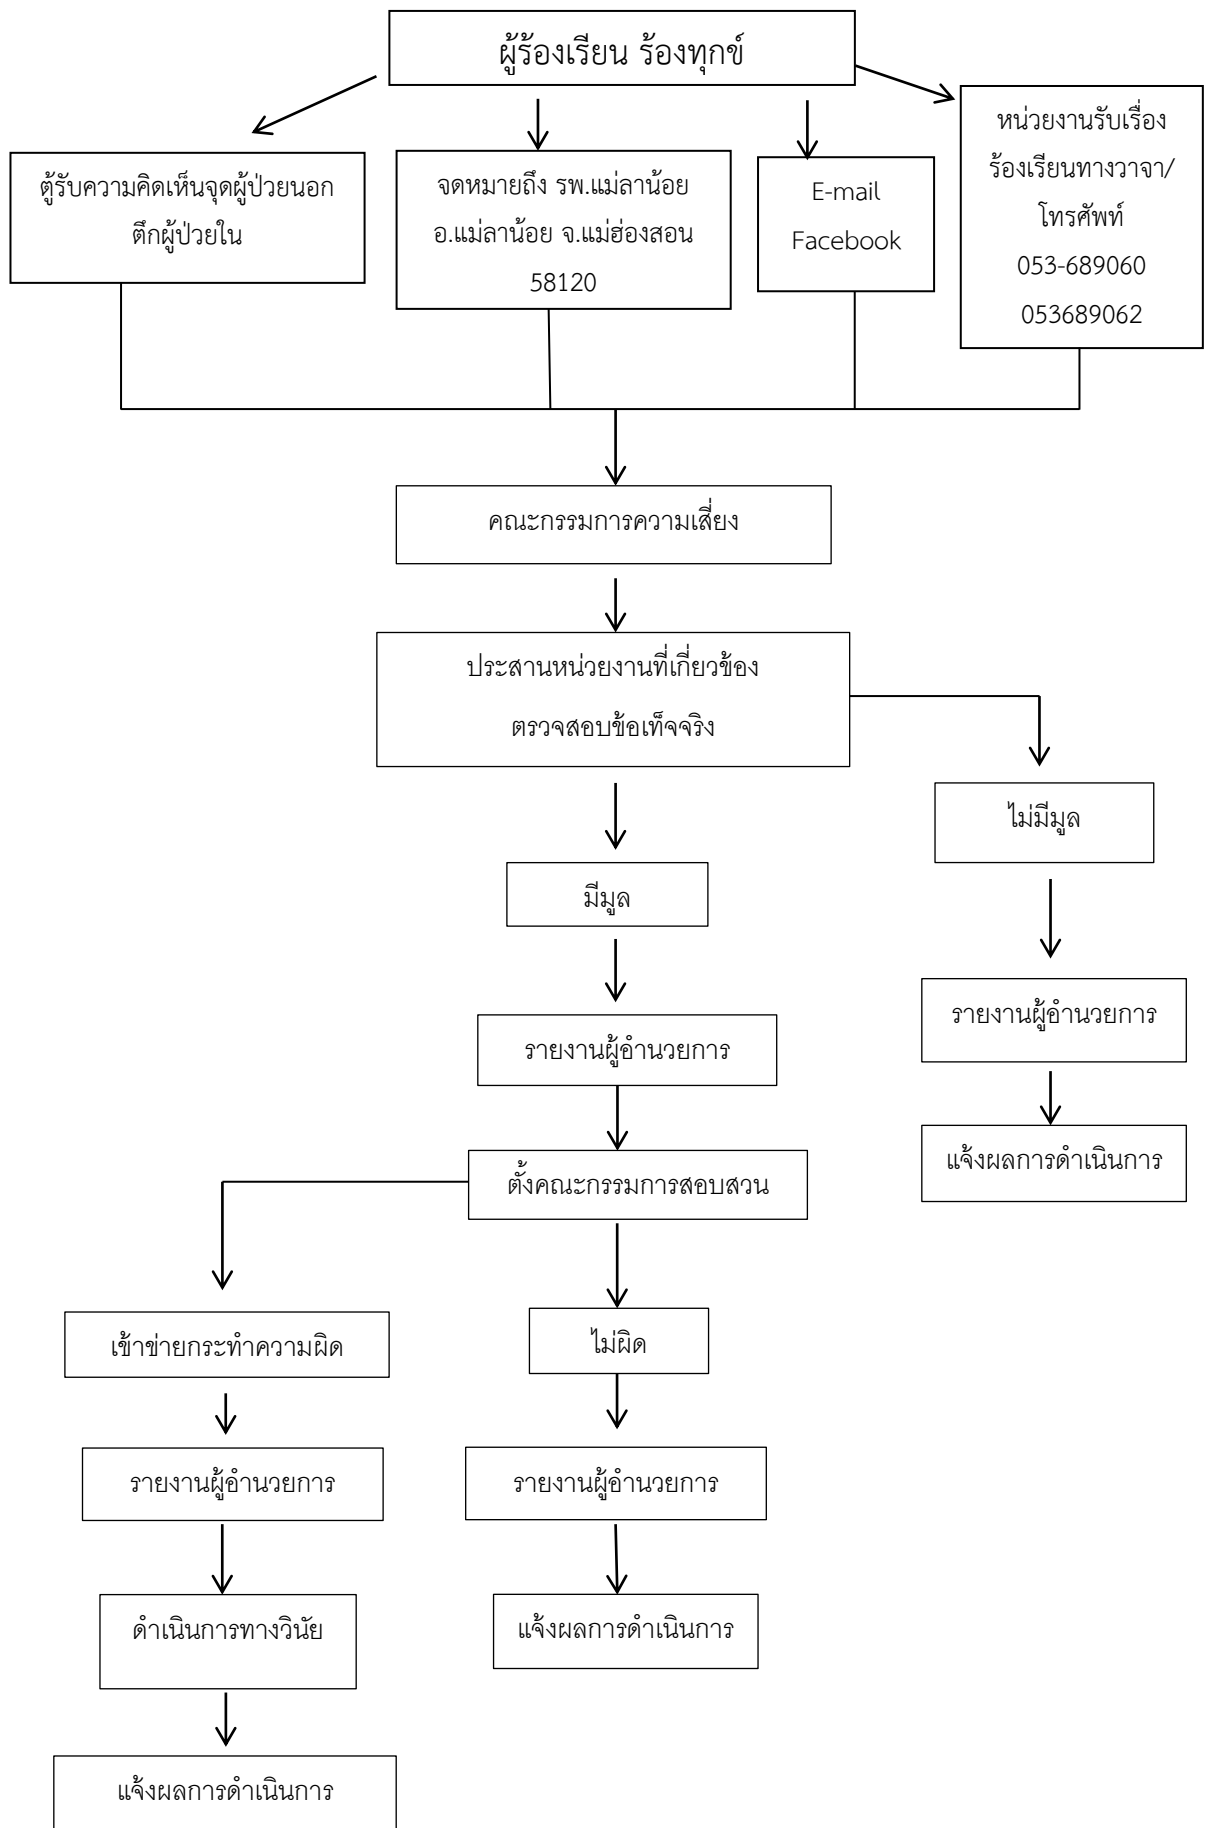 ผู้ร้องเรียน ร้องทุกข์
ตู้รับความคิดเห็นจุดผู้ป่วยนอก
ตึกผู้ป่วยใน
จดหมายถึง รพ.แม่ลาน้อย
อ.แม่ลาน้อย จ.แม่ฮ่องสอน
58120
E-mail
Facebook
หน่วยงานรับเรื่อง
ร้องเรียนทางวาจา/
โทรศัพท์
053-689060
053689062
คณะกรรมการความเสี่ยง
ประสานหน่วยงานที่เกี่ยวข้อง
ตรวจสอบข้อเท็จจริง
ไม่มีมูล
มีมูล
รายงานผู้อำนวยการ
รายงานผู้อำนวยการ
แจ้งผลการดำเนินการ
ตั้งคณะกรรมการสอบสวน
เข้าข่ายกระทำความผิด
ไม่ผิด
รายงานผู้อำนวยการ
รายงานผู้อำนวยการ
ดำเนินการทางวินัย
แจ้งผลการดำเนินการ
แจ้งผลการดำเนินการ